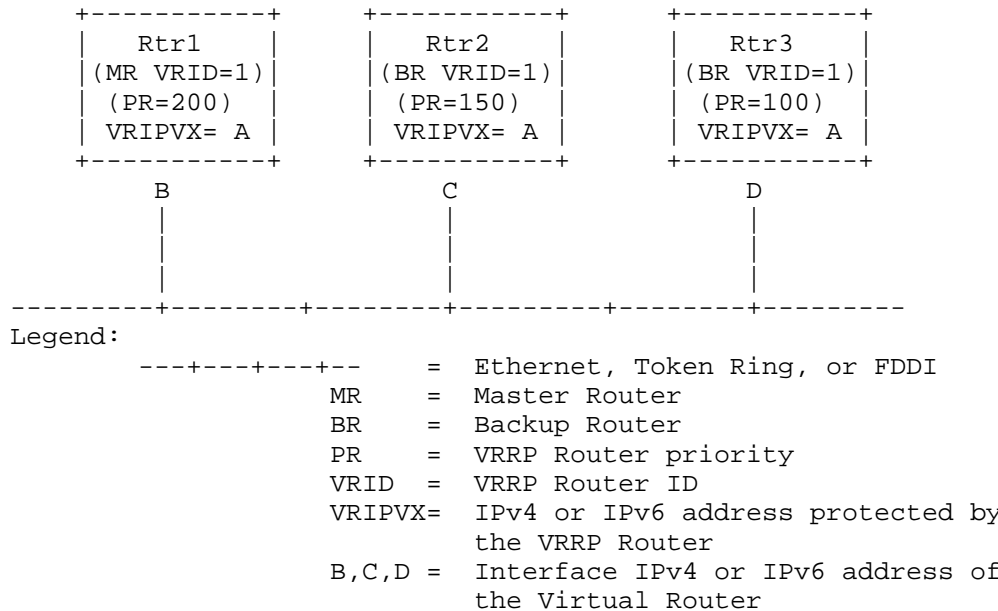 +-----------+      +-----------+      +-----------+
|   Rtr1    |      |   Rtr2    |      |   Rtr3    |
|(MR VRID=1)|      |(BR VRID=1)|      |(BR VRID=1)|
| (PR=200)  |      | (PR=150)  |      | (PR=100)  |
| VRIPVX= A |      | VRIPVX= A |      | VRIPVX= A |
+-----------+      +-----------+      +-----------+
B                 C                  D
|                 |                  |
|                 |                  |
|                 |                  |
---------+--------+--------+---------+--------+---------
Legend:
---+---+---+--   =  Ethernet, Token Ring, or FDDI
MR   =  Master Router
BR   =  Backup Router
PR   =  VRRP Router priority
VRID  =  VRRP Router ID
VRIPVX=  IPv4 or IPv6 address protected by
the VRRP Router
B,C,D =  Interface IPv4 or IPv6 address of
the Virtual Router